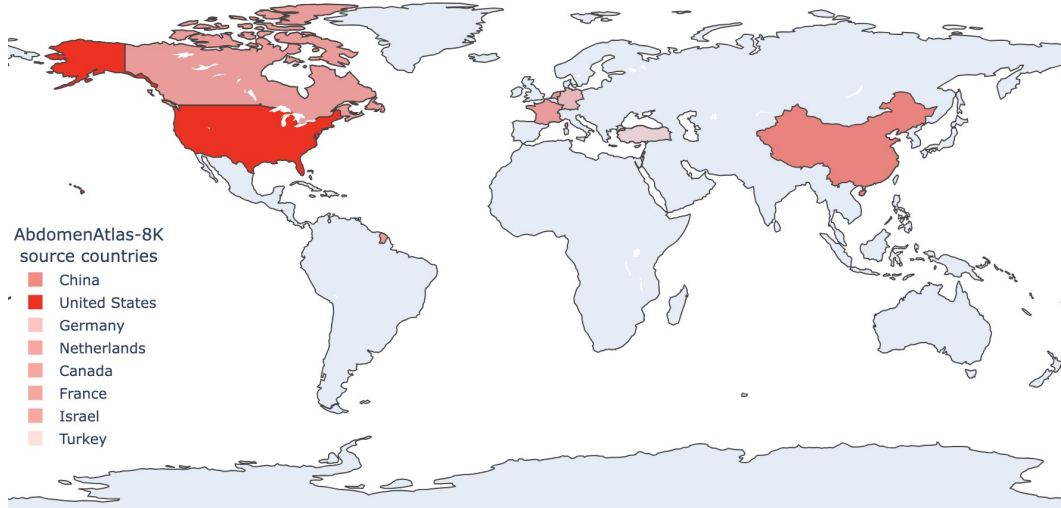 AbdomenAtlas-8K
source countries
China
United States
Germany
Netherlands
Canada
France
Israel
Turkey